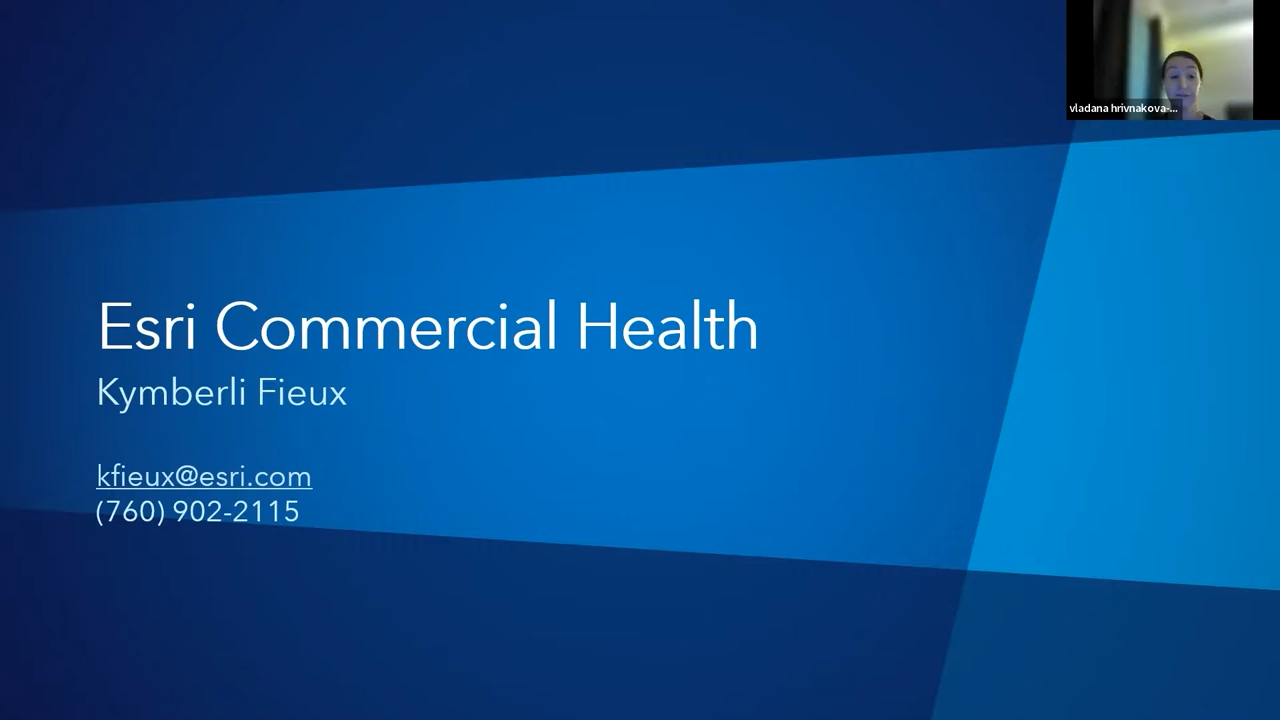 vladana hrivnakova-...
Esri Commercial Health
Kymberli Fieux
kfieux@esri.com
(760) 902-2115